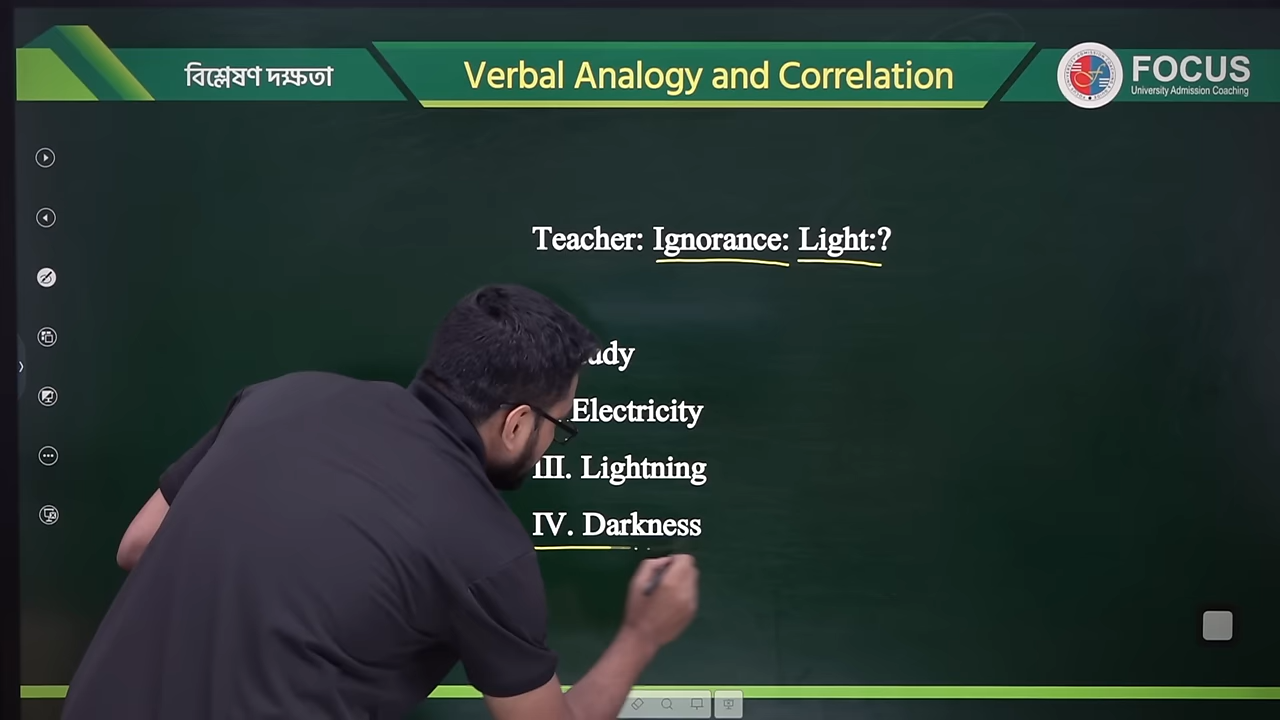 বিশ্লেষণ দক্ষতা
Verbal Analogy and Correlation
FOCUS
University Admission Coaching
Teacher: Ignorance: Light:?
Electricity
III. Lightning
IV. Darkness